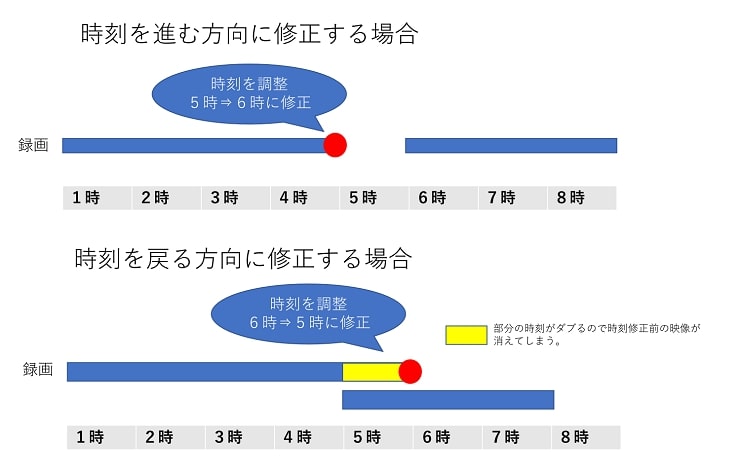 時刻を進む方向に修正する場合
時刻を調整
5時⇒6時に修正
録画
1時 2時 3時 4時 5時 6時 7時 8時
時刻を戻る方向に修正する場合
時刻を調整
6時⇒5時に修正
部分の時刻がダブるので時刻修正前の映像が
消えてしまう。
録画
1時 2時 3時 4時 5時 6時 7時 8時